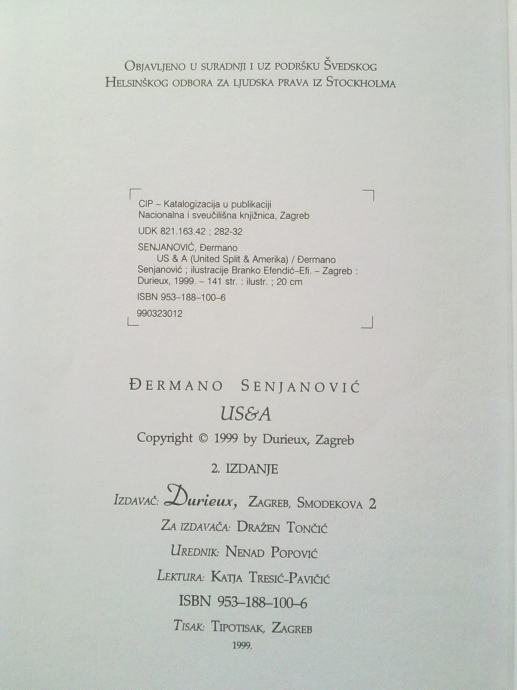 OBJAVLJENO U SURADNJI I UZ PODRŠKU ŠVEDSKOG
HELSINŠKOG ODBORA ZA LJUDSKA PRAVA IZ STOCKHOLMA
CIP – Katalogizacija u publikaciji
Nacionalna i sveučilišna knjižnica, Zagreb
UDK 821.163.42 ; 282-32
SENJANOVIĆ, Đermano
US & A (United Split & Amerika) / Đermano
Senjanović ; ilustracije Branko Efendić–Efi. – Zagreb :
Durieux, 1999. – 141 str. : ilustr. ; 20 cm
ISBN 953–188–100–6
990323012
ĐERMANO SENJANOVIĆ
US&A
Copyright © 1999 by Durieux, Zagreb
2. IZDANJE
IZDAVAČ: Durieux, ZAGREB, SMODEKOVA 2
ZA IZDAVAČA: DRAŽEN TONČIĆ
UREDNIK: NENAD POPOVIĆ
LEKTURA: KATJA TRESIĆ-PAVIČIĆ
ISBN 953–188–100–6
TISAK: TIPOTISAK, ZAGREB
1999.